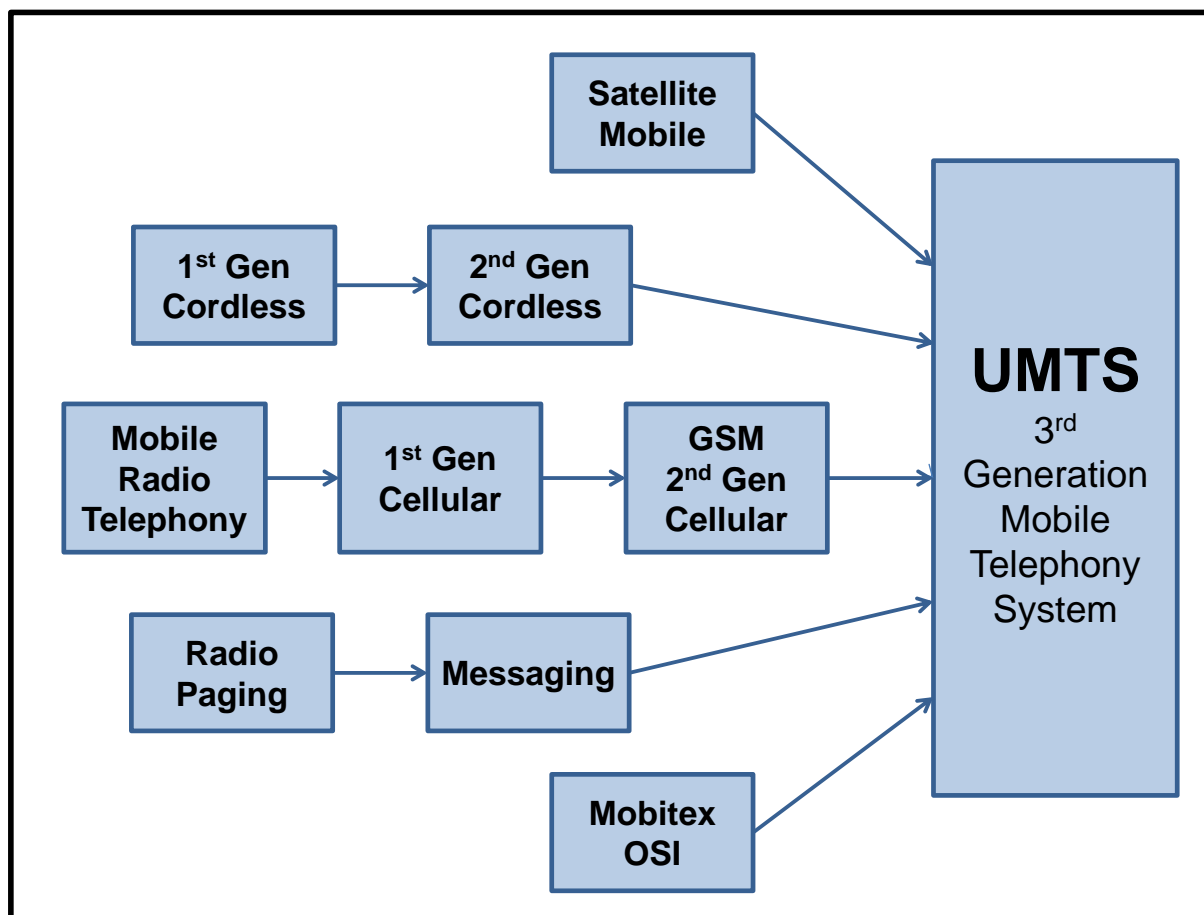 Satellite
Mobile
1st Gen
Cordless
2nd Gen
Cordless
Mobile
Radio
Telephony
1st Gen
Cellular
GSM
2nd Gen
Cellular
UMTS
3rd
Generation
Mobile
Telephony
System
Radio
Paging
Messaging
Mobitex
OSI